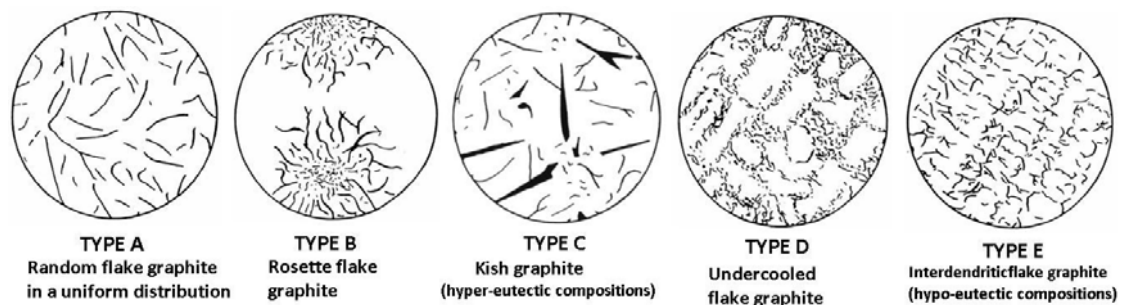 TYPE A
Random flake graphite
in a uniform distribution
TYPE B
Rosette flake
graphite
TYPE C
Kish graphite
(hyper-eutectic compositions)
TYPE D
Undercooled
flake graphite
TYPE E
Interdendriticflake graphite
(hypo-eutectic compositions)